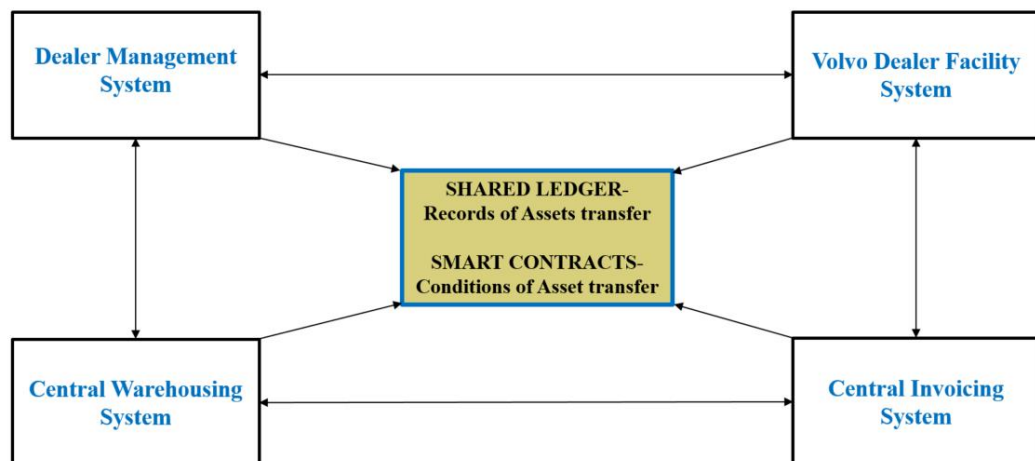 Dealer Management
System
Volvo Dealer Facility
System
SHARED LEDGER-
Records of Assets transfer
SMART CONTRACTS-
Conditions of Asset transfer
Central Warehousing
System
Central Invoicing
System